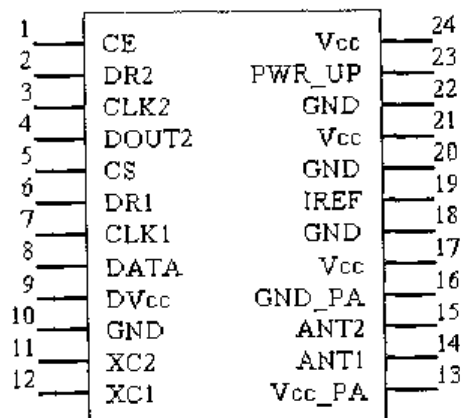 1 CE Vcc 24
2 DR2 PWR_UP 23
3 CLK2 GND 22
4 DOUT2 Vcc 21
5 CS GND 20
6 DR1 IREF 19
7 CLK1 GND 18
8 DATA Vcc 17
9 DVcc GND_PA 16
10 GND ANT2 15
11 XC2 ANT1 14
12 XC1 Vcc_PA 13